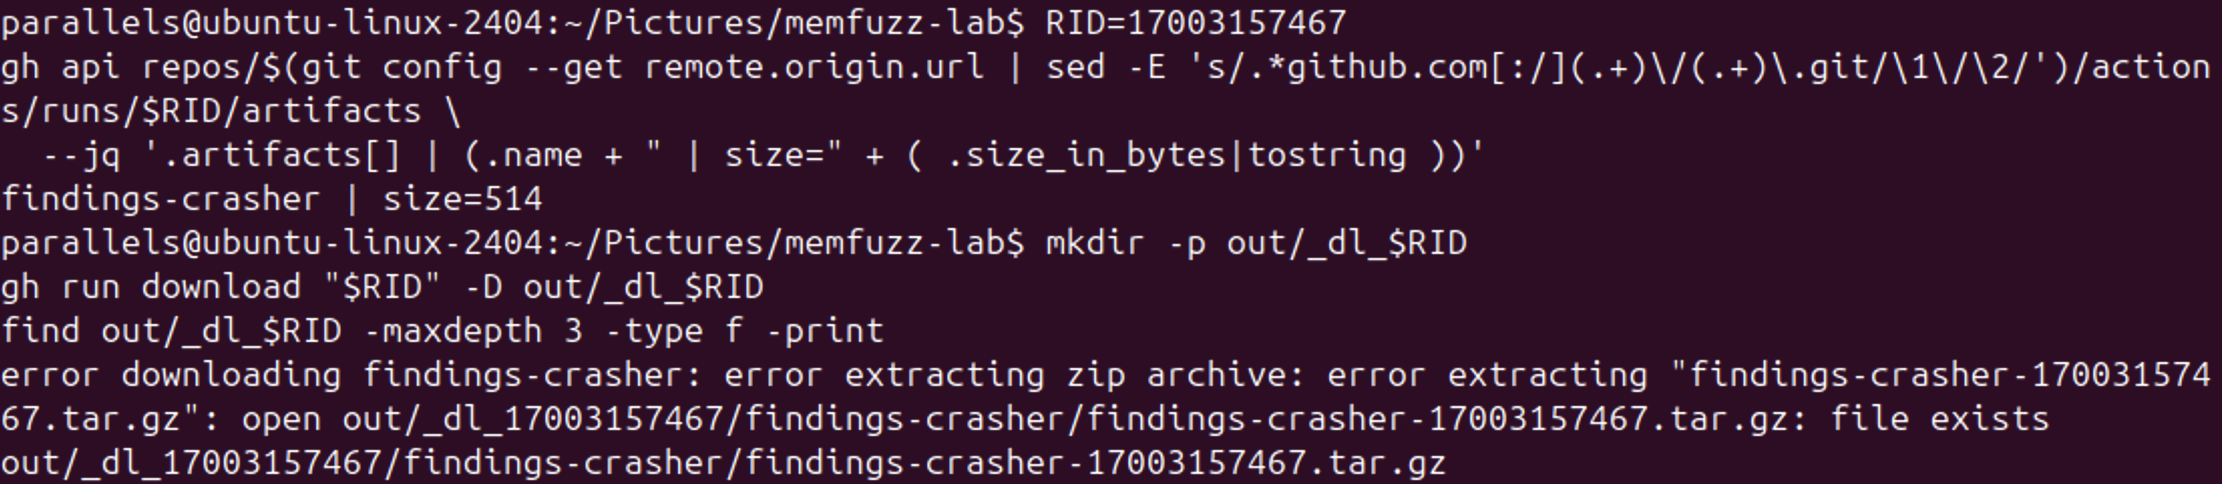 parallels@ubuntu-linux-2404:~/Pictures/memfuzz-lab$ RID=17003157467
gh api repos/$(git config --get remote.origin.url | sed -E 's/.*github.com[:/](.+)\/(.+)\.git/\1\/\2/')/action
s/runs/$RID/artifacts \
  --jq '.artifacts[] | (.name + " | size=" + ( .size_in_bytes|tostring ))'
findings-crasher | size=514
parallels@ubuntu-linux-2404:~/Pictures/memfuzz-lab$ mkdir -p out/_dl_$RID
gh run download "$RID" -D out/_dl_$RID
find out/_dl_$RID -maxdepth 3 -type f -print
error downloading findings-crasher: error extracting zip archive: error extracting "findings-crasher-170031574
67.tar.gz": open out/_dl_17003157467/findings-crasher/findings-crasher-17003157467.tar.gz: file exists
out/_dl_17003157467/findings-crasher/findings-crasher-17003157467.tar.gz